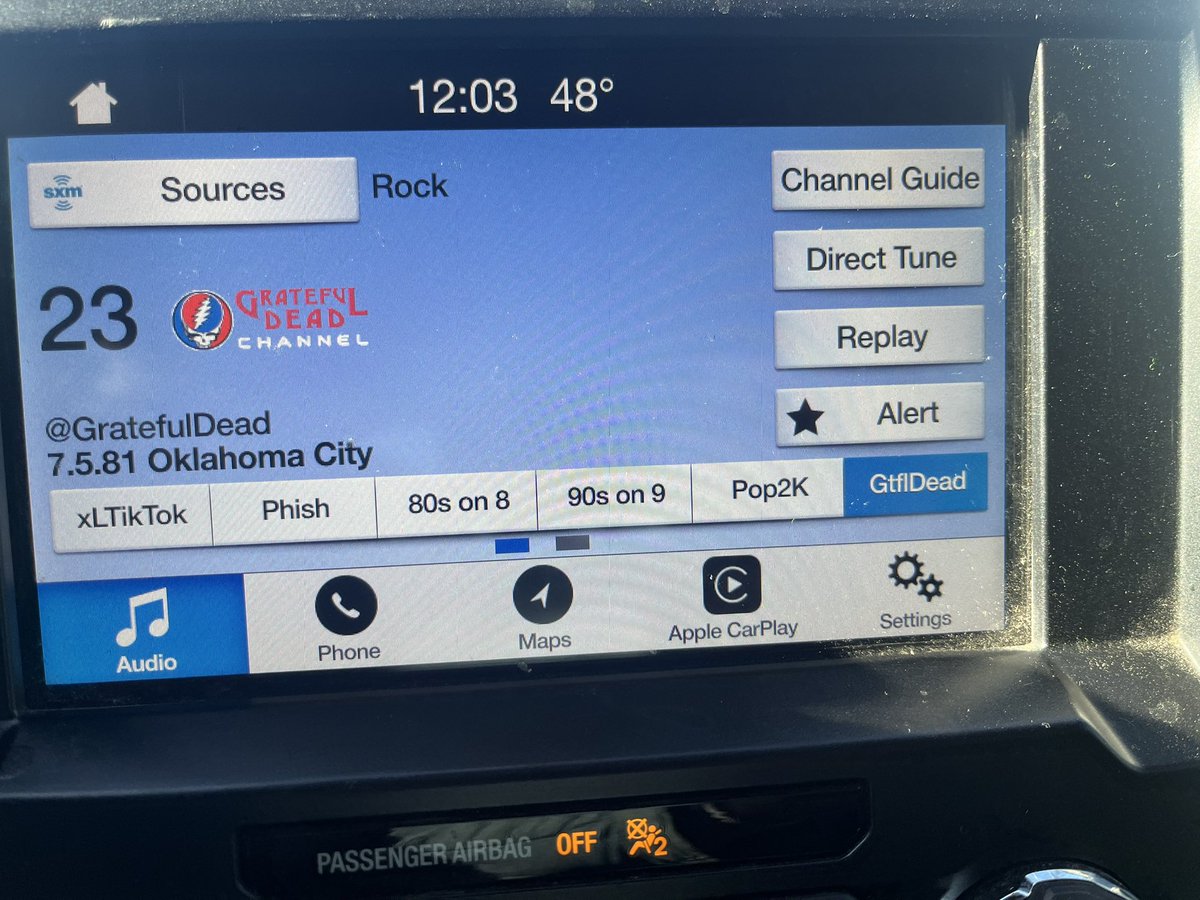 12:03 48°
sxm Sources Rock Channel Guide
Direct Tune
23 GRATEFUL DEAD CHANNEL
Replay
Alert
@GratefulDead
7.5.81 Oklahoma City
xLTikTok Phish 80s on 8 90s on 9 Pop2K GtflDead
Audio Phone Maps Apple CarPlay Settings
PASSENGER AIRBAG OFF 2